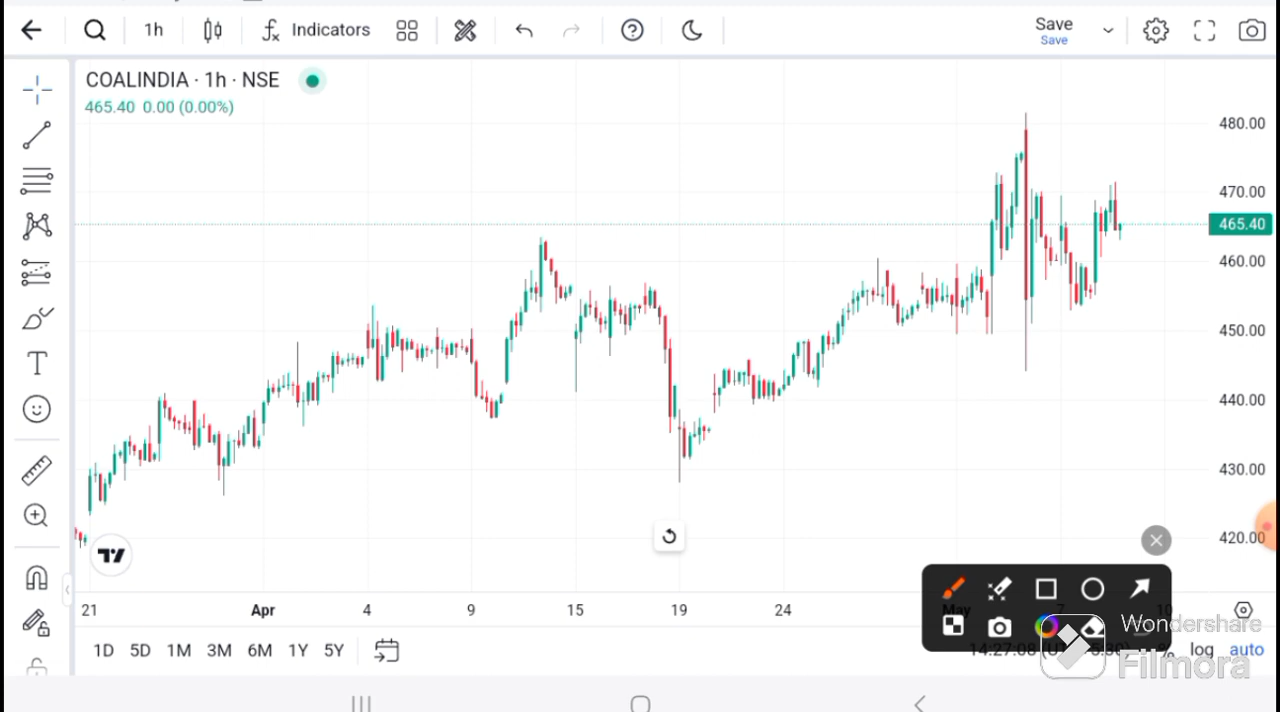 1h
Indicators
Save
Save
COALINDIA · 1h · NSE
465.40 0.00 (0.00%)
480.00
470.00
465.40
460.00
450.00
440.00
430.00
420.00
21 Apr 4 9 15 19 24 May 7 10
1D 5D 1M 3M 6M 1Y 5Y
% log auto
Wondershare
Filmora